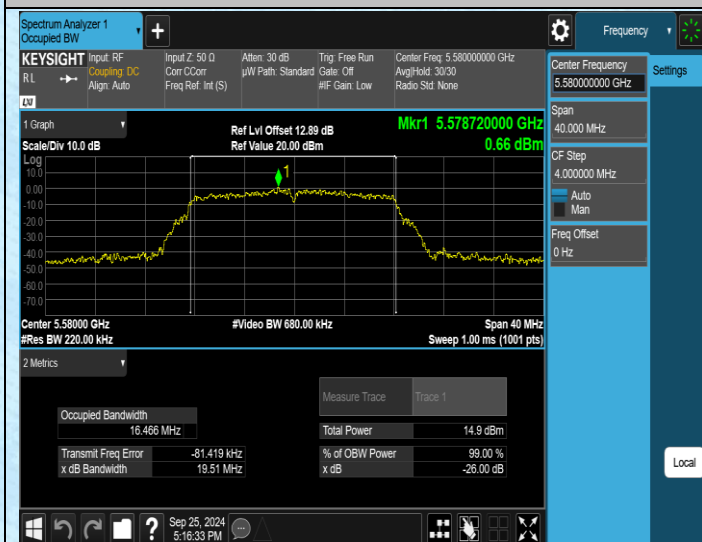 Spectrum Analyzer 1
Occupied BW
Frequency
KEYSIGHT
RL
LXI
Input: RF
Coupling: DC
Align: Auto
Input Z: 50 Ω
Corr CCorr
Freq Ref: Int (S)
Atten: 30 dB
µW Path: Standard
Trig: Free Run
Gate: Off
#IF Gain: Low
Center Freq: 5.580000000 GHz
Avg|Hold: 30/30
Radio Std: None
Center Frequency
5.580000000 GHz
Settings
Span
40.000 MHz
CF Step
4.000000 MHz
Auto
Man
Freq Offset
0 Hz
1 Graph
Scale/Div 10.0 dB
Ref Lvl Offset 12.89 dB
Ref Value 20.00 dBm
Mkr1 5.578720000 GHz
0.66 dBm
Log
10.0
0.00
-10.0
-20.0
-30.0
-40.0
-50.0
-60.0
-70.0
1
Center 5.58000 GHz
#Res BW 220.00 kHz
#Video BW 680.00 kHz
Span 40 MHz
Sweep 1.00 ms (1001 pts)
2 Metrics
Measure Trace
Trace 1
Occupied Bandwidth
16.466 MHz
Total Power 14.9 dBm
Transmit Freq Error -81.419 kHz
% of OBW Power 99.00 %
x dB Bandwidth 19.51 MHz
x dB -26.00 dB
Local
?
Sep 25, 2024
5:16:33 PM